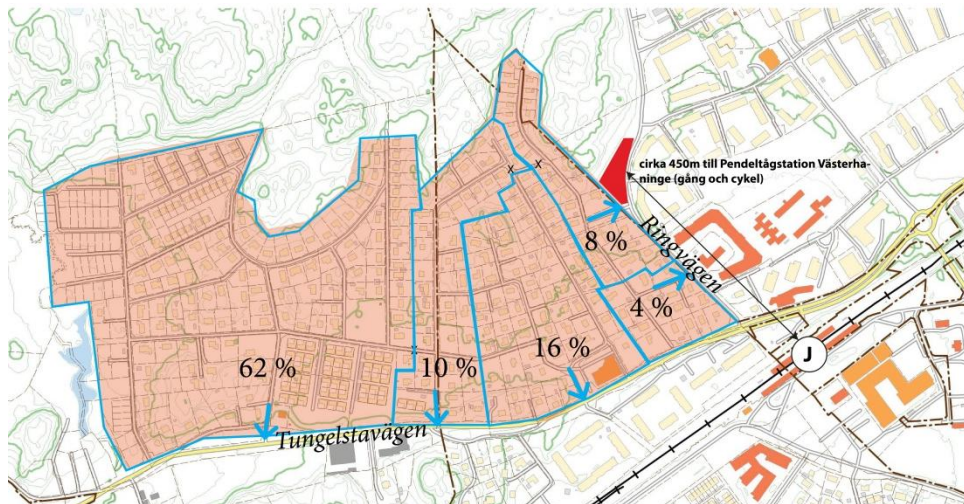 cirka 450m till Pendeltågstation Västerha-
ninge (gång och cykel)
X
X
8 %
Ringvägen
4 %
16 %
J
62 %
10 %
Tungelstavägen